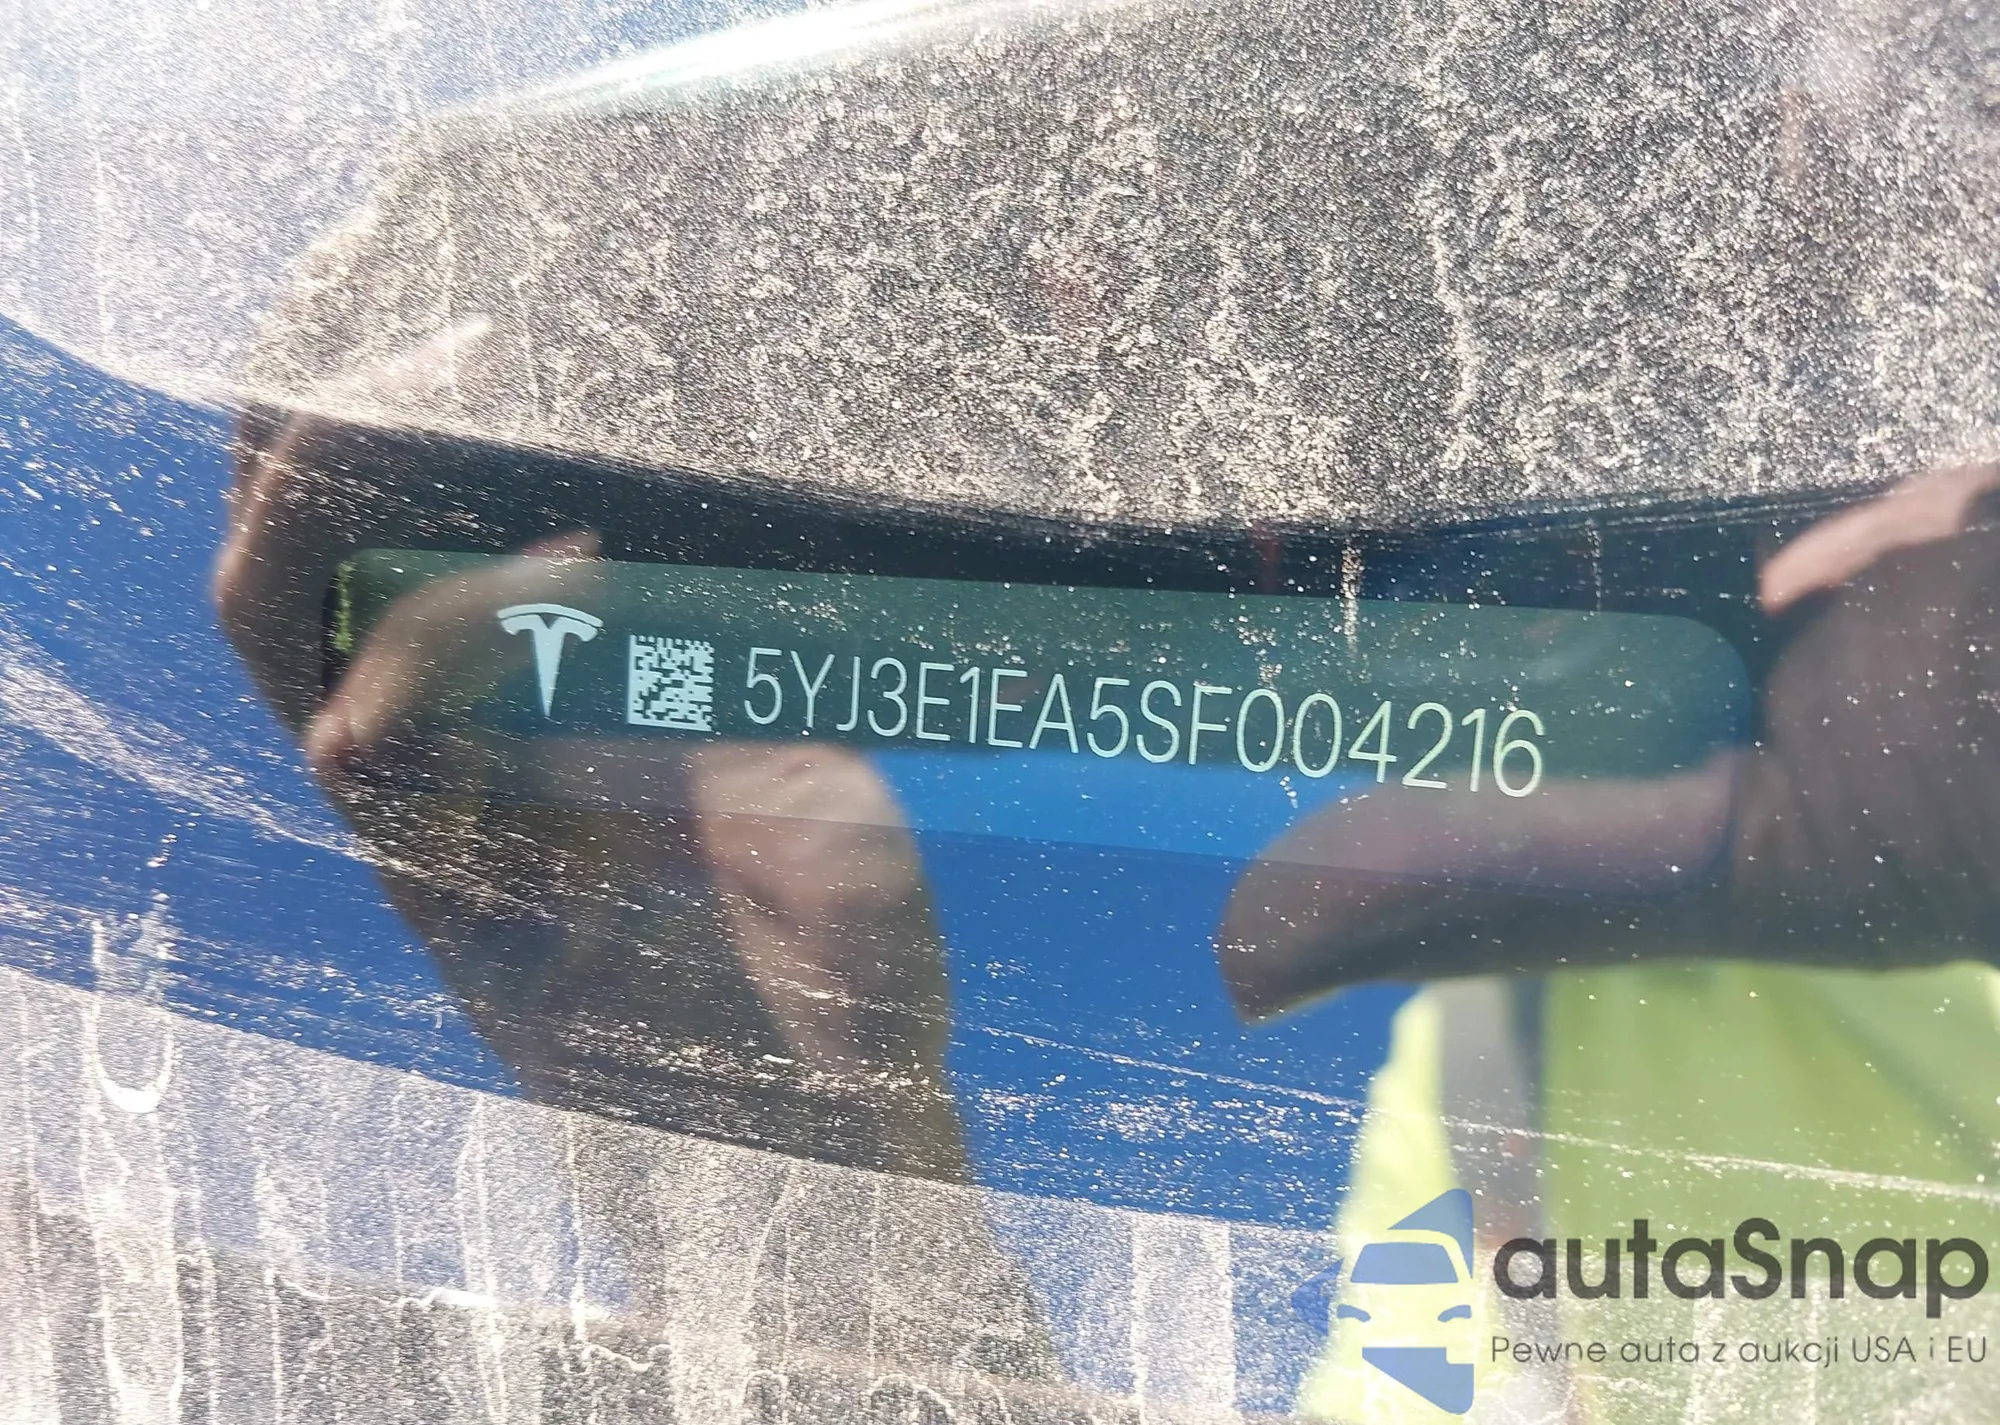 5YJ3E1EA5SF004216
autaSnap
Pewne auta z aukcji USA i EU